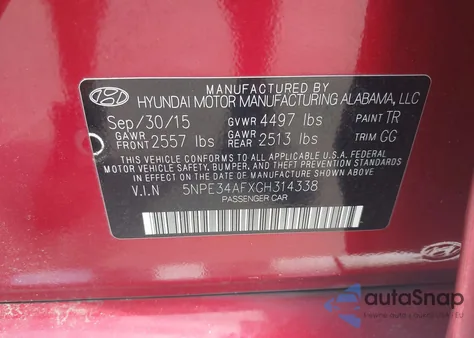 MANUFACTURED BY
HYUNDAI MOTOR MANUFACTURING ALABAMA, LLC
Sep/30/15 GVWR 4497 lbs PAINT TR
GAWR FRONT 2557 lbs GAWR REAR 2513 lbs TRIM GG
THIS VEHICLE CONFORMS TO ALL APPLICABLE U.S.A. FEDERAL
MOTOR VEHICLE SAFETY, BUMPER, AND THEFT PREVENTION STANDARDS
IN EFFECT ON THE DATE OF MANUFACTURE SHOWN ABOVE.
V.I.N 5NPE34AFXGH314338
PASSENGER CAR
autoSnap